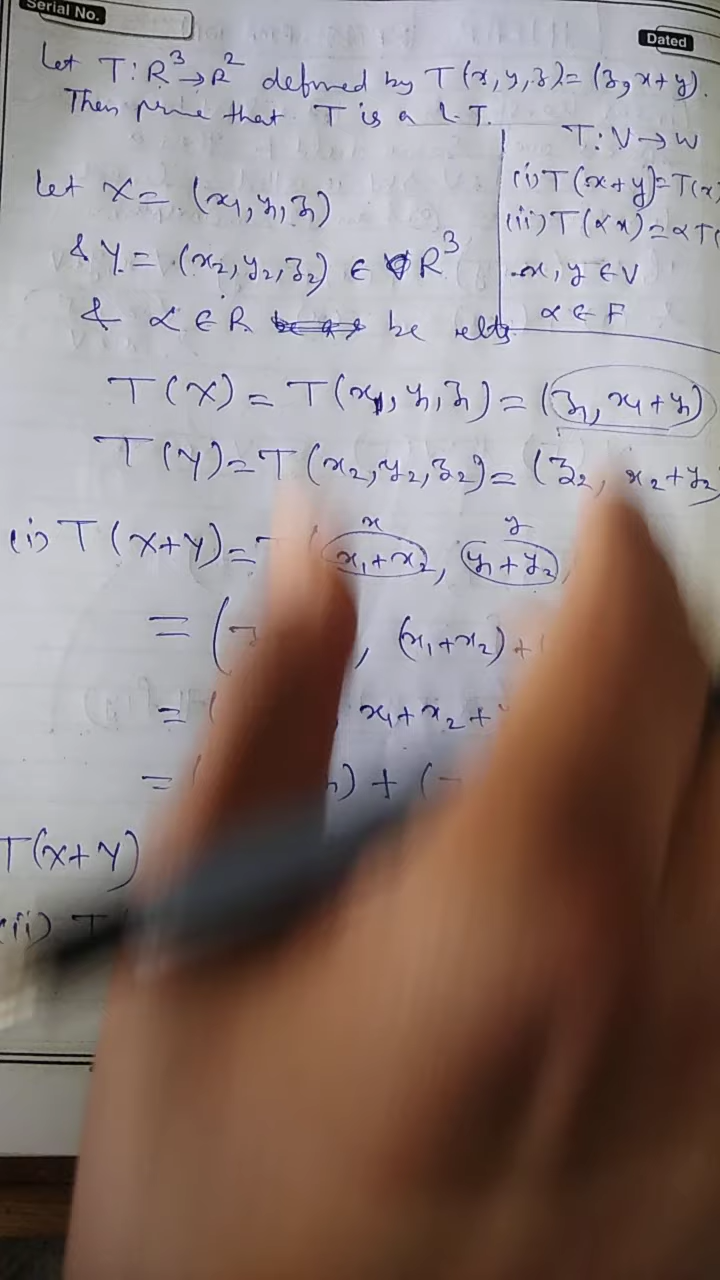 Serial No.
Dated
Let T: R³→R² defined by T(x,y,z)=(z,x+y).
Then prove that T is a L.T.
T: V→W
(i) T(x+y)=T(x
(ii) T(αx)=αT(
x, y ∈ V
α ∈ F
Let X = (x₁, y₁, z₁)
& Y = (x₂, y₂, z₂) ∈ R³
& α ∈ R be elts
T(X) = T(x₁, y₁, z₁) = (z₁, x₁+y₁)
T(Y) = T(x₂, y₂, z₂) = (z₂, x₂+y₂
x y
(i) T(X+Y) = x₁+x₂, y₁+y₂
= ( , (x₁+x₂)+
= ( , x₁+x₂+
= ( ) + (
T(X+Y)
(ii) T